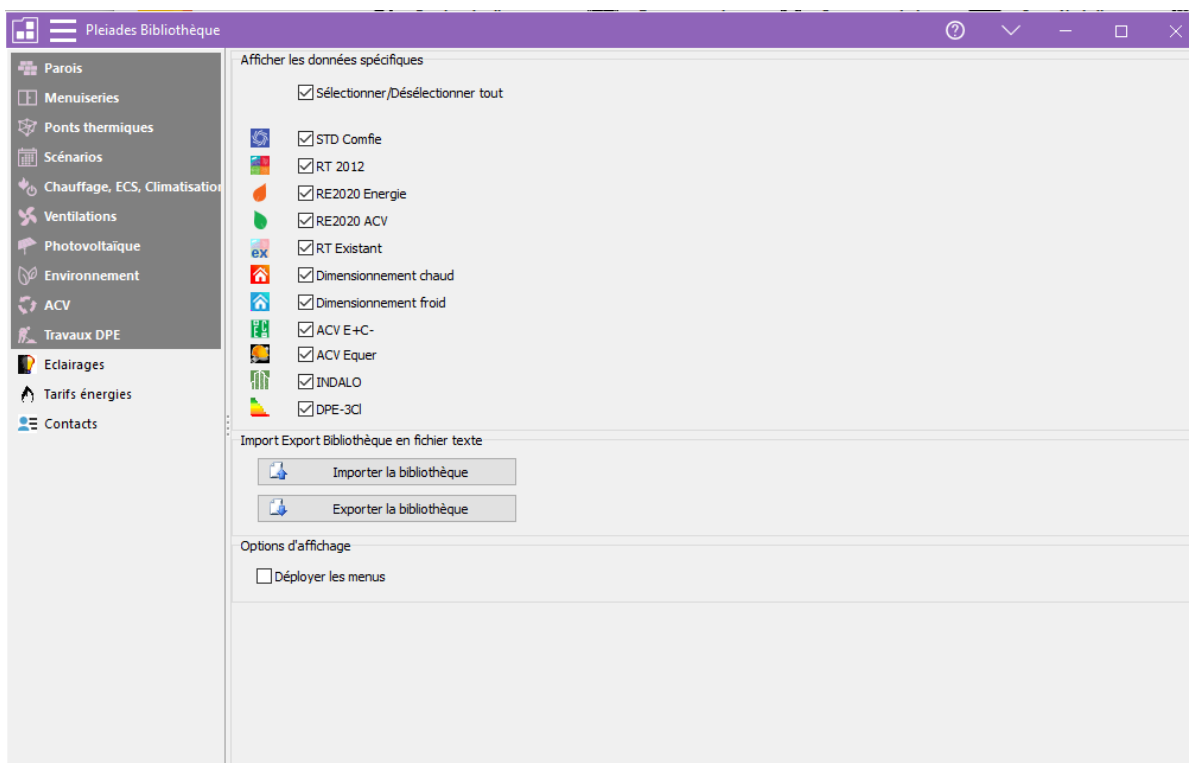 Pleiades Bibliothèque
Parois
Menuiseries
Ponts thermiques
Scénarios
Chauffage, ECS, Climatisation
Ventilations
Photovoltaïque
Environnement
ACV
Travaux DPE
Eclairages
Tarifs énergies
Contacts
Afficher les données spécifiques
Sélectionner/Désélectionner tout
STD Comfie
RT 2012
RE2020 Energie
RE2020 ACV
ex RT Existant
Dimensionnement chaud
Dimensionnement froid
ACV E+C-
ACV Equer
INDALO
DPE-3Cl
Import Export Bibliothèque en fichier texte
Importer la bibliothèque
Exporter la bibliothèque
Options d'affichage
Déployer les menus